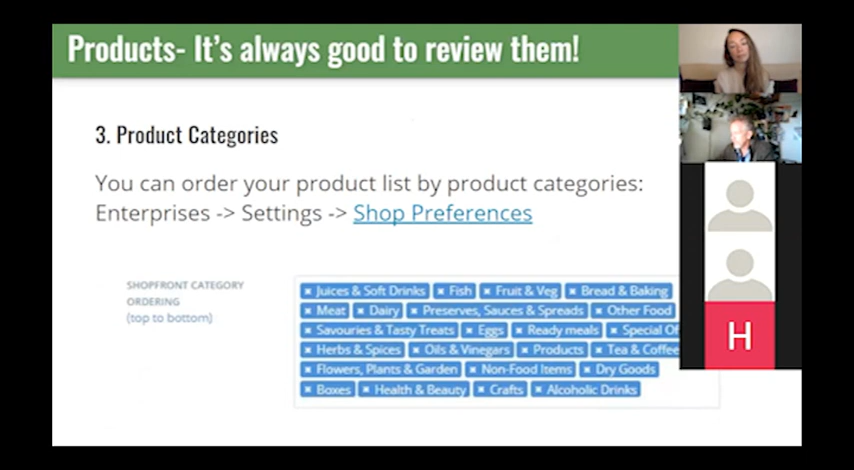 Products- It's always good to review them!
3. Product Categories
You can order your product list by product categories:
Enterprises -> Settings -> Shop Preferences
SHOPFRONT CATEGORY
ORDERING
(top to bottom)
× Juices & Soft Drinks × Fish × Fruit & Veg × Bread & Baking
× Meat × Dairy × Preserves, Sauces & Spreads × Other Food
× Savouries & Tasty Treats × Eggs × Ready meals × Special Of
× Herbs & Spices × Oils & Vinegars × Products × Tea & Coffee
× Flowers, Plants & Garden × Non-Food Items × Dry Goods
× Boxes × Health & Beauty × Crafts × Alcoholic Drinks
H